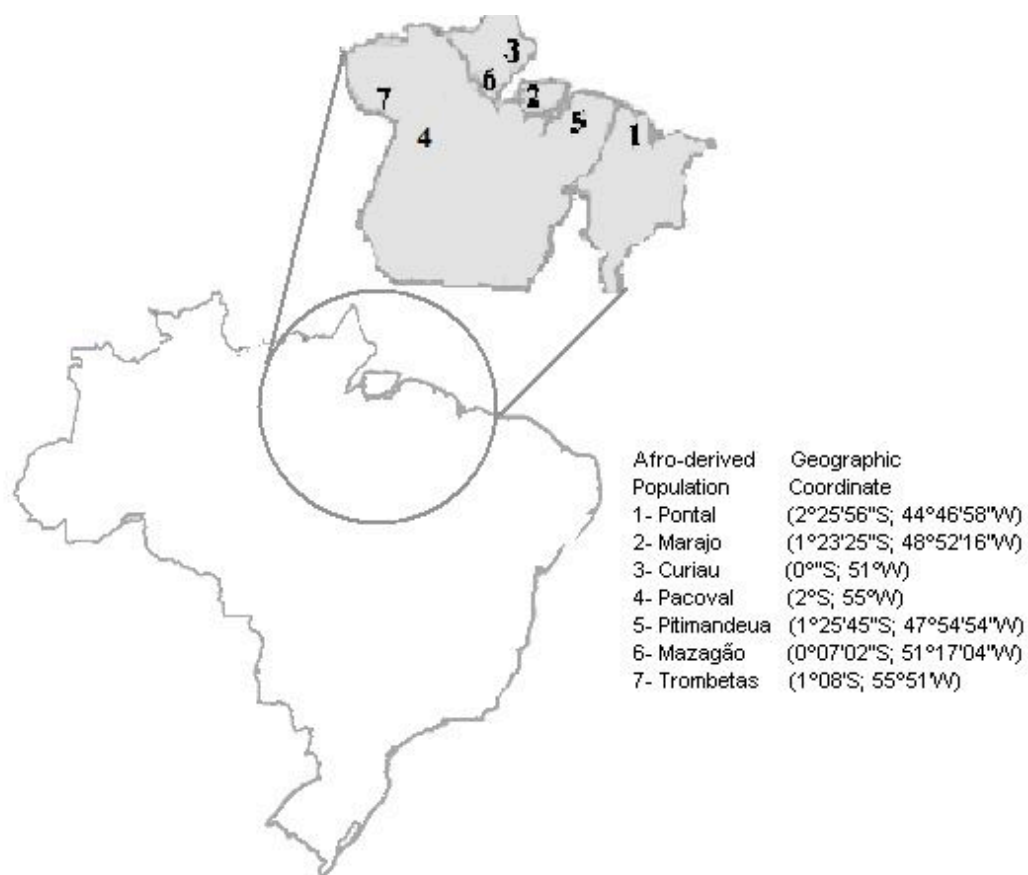 3
6
7
2
5
1
4
Afro-derived Geographic
Population Coordinate
1- Pontal (2°25'56"S; 44°46'58"W)
2- Marajo (1°23'25"S; 48°52'16"W)
3- Curiau (0°"S; 51°W)
4- Pacoval (2°S; 55°W)
5- Pitimandeua (1°25'45"S; 47°54'54"W)
6- Mazagão (0°07'02"S; 51°17'04"W)
7- Trombetas (1°08'S; 55°51'W)